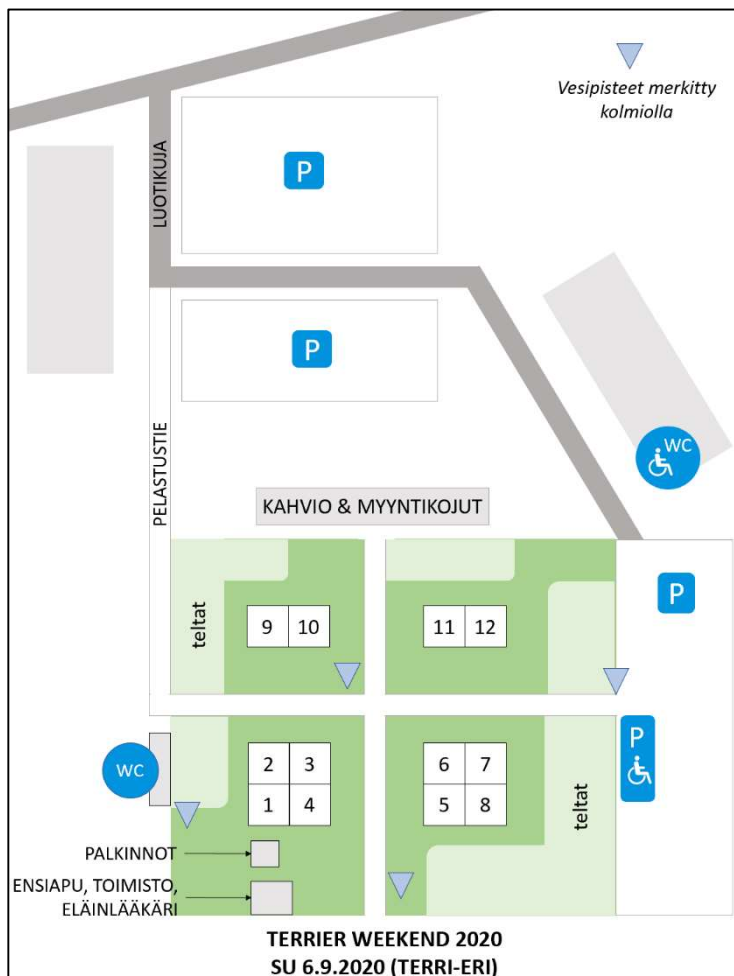 Vesipisteet merkitty
kolmiolla
LUOTIKUJA
P
P
PELASTUSTIE
WC
KAHVIO & MYYNTIKOJUT
P
teltat
9 10
11 12
P
WC
2 3
1 4
6 7
5 8
teltat
PALKINNOT
ENSIAPU, TOIMISTO,
ELÄINLÄÄKÄRI
TERRIER WEEKEND 2020
SU 6.9.2020 (TERRI-ERI)